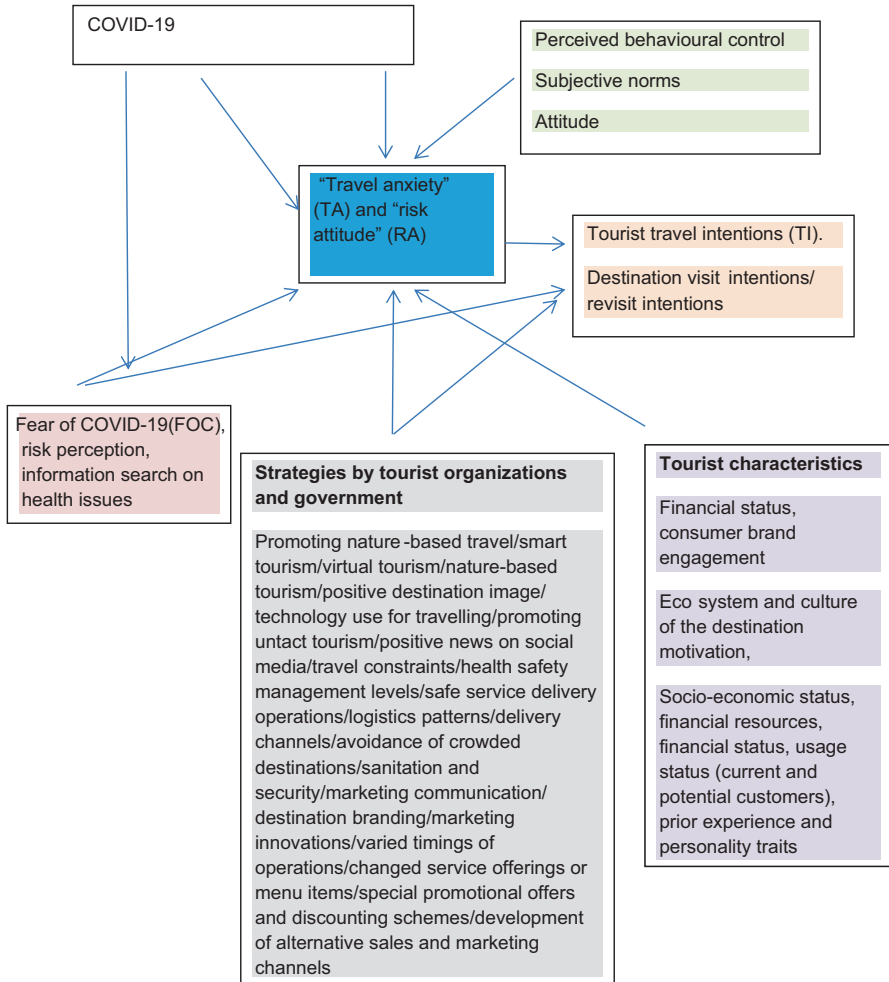 COVID-19
Perceived behavioural control
Subjective norms
Attitude
“Travel anxiety”
(TA) and “risk
attitude” (RA)
Tourist travel intentions (TI).
Destination visit intentions/
revisit intentions
Fear of COVID-19(FOC),
risk perception,
information search on
health issues
Strategies by tourist organizations
and government
Promoting nature-based travel/smart
tourism/virtual tourism/nature-based
tourism/positive destination image/
technology use for travelling/promoting
untact tourism/positive news on social
media/travel constraints/health safety
management levels/safe service delivery
operations/logistics patterns/delivery
channels/avoidance of crowded
destinations/sanitation and
security/marketing communication/
destination branding/marketing
innovations/varied timings of
operations/changed service offerings or
menu items/special promotional offers
and discounting schemes/development
of alternative sales and marketing
channels
Tourist characteristics
Financial status,
consumer brand
engagement
Eco system and culture
of the destination
motivation,
Socio-economic status,
financial resources,
financial status, usage
status (current and
potential customers),
prior experience and
personality traits